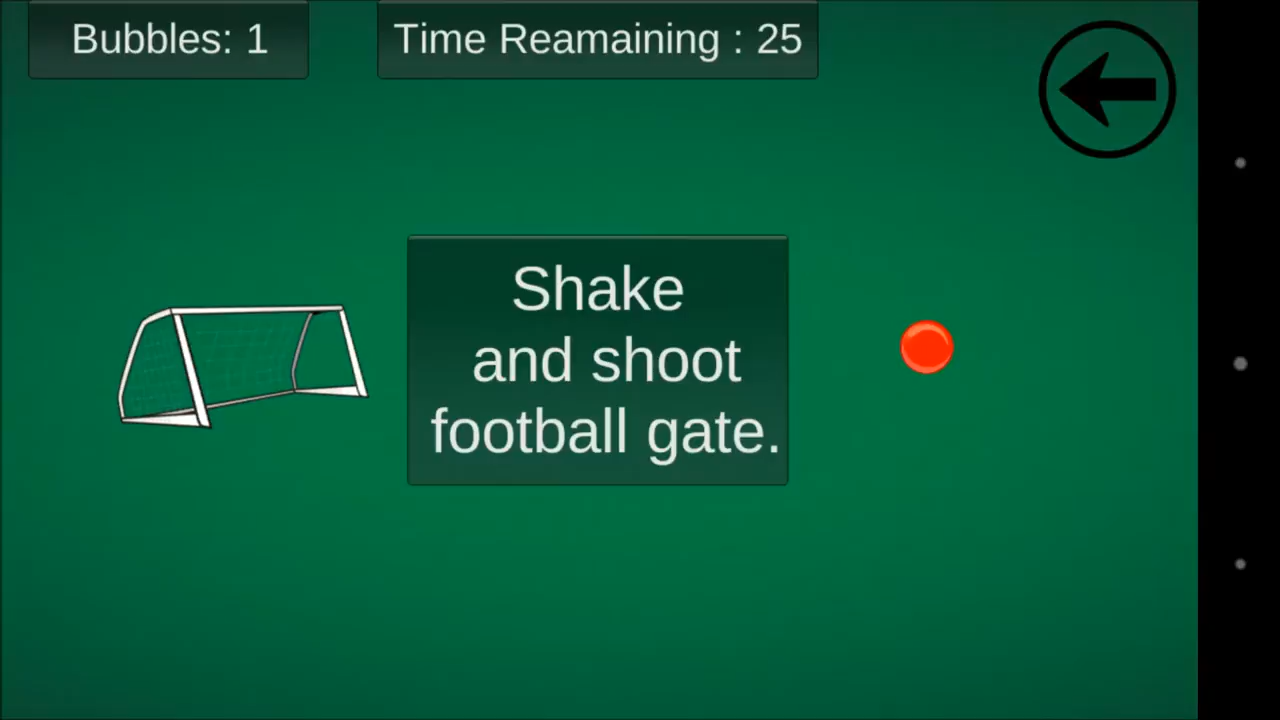 Bubbles: 1
Time Reamaining : 25
Shake
and shoot
football gate.